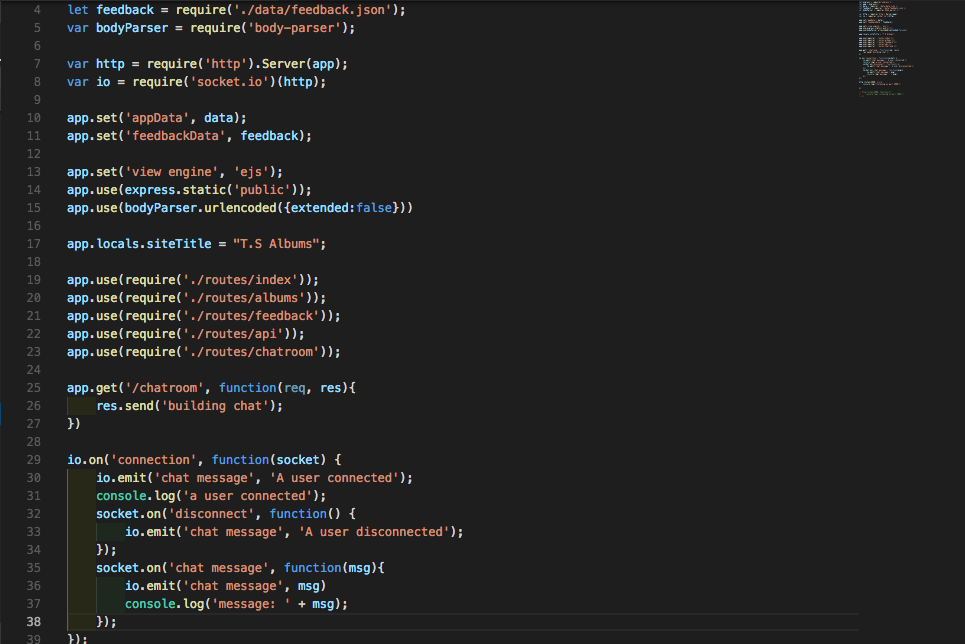 4 let feedback = require('./data/feedback.json');
5 var bodyParser = require('body-parser');
6
7 var http = require('http').Server(app);
8 var io = require('socket.io')(http);
9
10 app.set('appData', data);
11 app.set('feedbackData', feedback);
12
13 app.set('view engine', 'ejs');
14 app.use(express.static('public'));
15 app.use(bodyParser.urlencoded({extended:false}))
16
17 app.locals.siteTitle = "T.S Albums";
18
19 app.use(require('./routes/index'));
20 app.use(require('./routes/albums'));
21 app.use(require('./routes/feedback'));
22 app.use(require('./routes/api'));
23 app.use(require('./routes/chatroom'));
24
25 app.get('/chatroom', function(req, res){
26     res.send('building chat');
27 })
28
29 io.on('connection', function(socket) {
30     io.emit('chat message', 'A user connected');
31     console.log('a user connected');
32     socket.on('disconnect', function() {
33         io.emit('chat message', 'A user disconnected');
34     });
35     socket.on('chat message', function(msg){
36         io.emit('chat message', msg)
37         console.log('message: ' + msg);
38     });
39 });